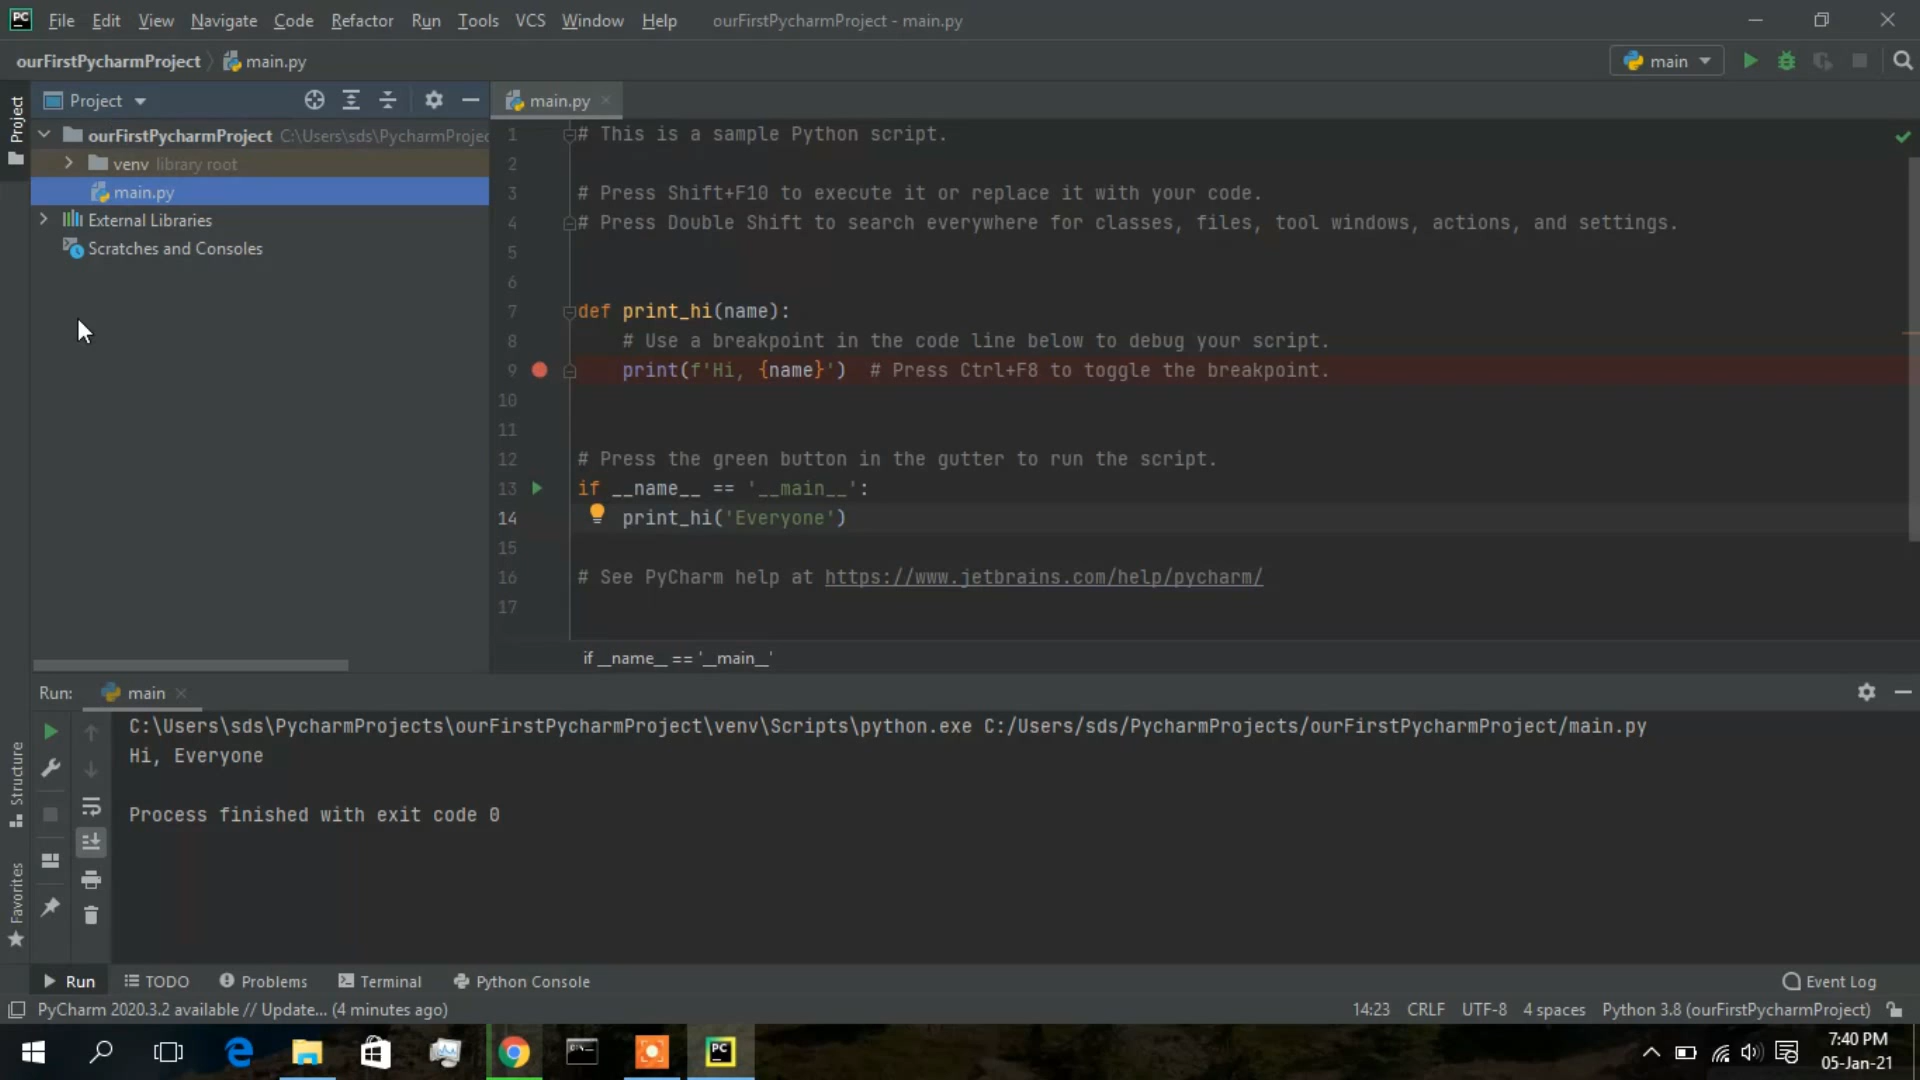 PC File Edit View Navigate Code Refactor Run Tools VCS Window Help ourFirstPycharmProject - main.py
ourFirstPycharmProject main.py main
Project
Project main.py
ourFirstPycharmProject C:\Users\sds\PycharmProjec
venv library root
main.py
External Libraries
Scratches and Consoles
1 # This is a sample Python script.
2
3 # Press Shift+F10 to execute it or replace it with your code.
4 # Press Double Shift to search everywhere for classes, files, tool windows, actions, and settings.
5
6
7 def print_hi(name):
8 # Use a breakpoint in the code line below to debug your script.
9 print(f'Hi, {name}') # Press Ctrl+F8 to toggle the breakpoint.
10
11
12 # Press the green button in the gutter to run the script.
13 if __name__ == '__main__':
14 print_hi('Everyone')
15
16 # See PyCharm help at https://www.jetbrains.com/help/pycharm/
17
if __name__ == '__main__'
Run: main
C:\Users\sds\PycharmProjects\ourFirstPycharmProject\venv\Scripts\python.exe C:/Users/sds/PycharmProjects/ourFirstPycharmProject/main.py
Hi, Everyone
Process finished with exit code 0
Structure
Favorites
Run TODO Problems Terminal Python Console Event Log
PyCharm 2020.3.2 available // Update... (4 minutes ago) 14:23 CRLF UTF-8 4 spaces Python 3.8 (ourFirstPycharmProject)
PC 7:40 PM
05-Jan-21